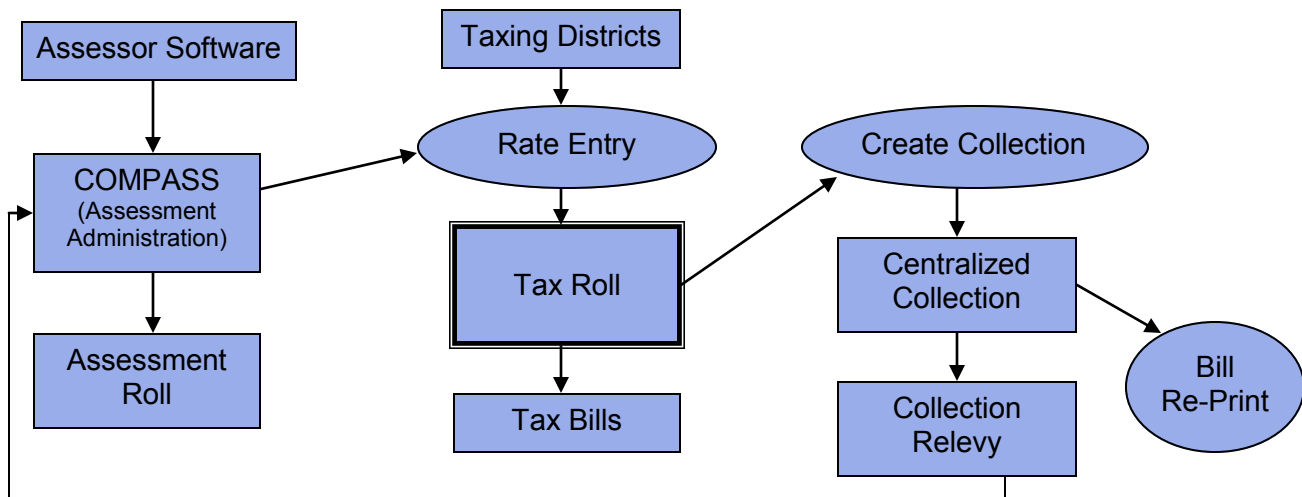 Assessor Software
Taxing Districts
Rate Entry
Create Collection
COMPASS
(Assessment
Administration)
Tax Roll
Centralized
Collection
Assessment
Roll
Tax Bills
Collection
Relevy
Bill
Re-Print